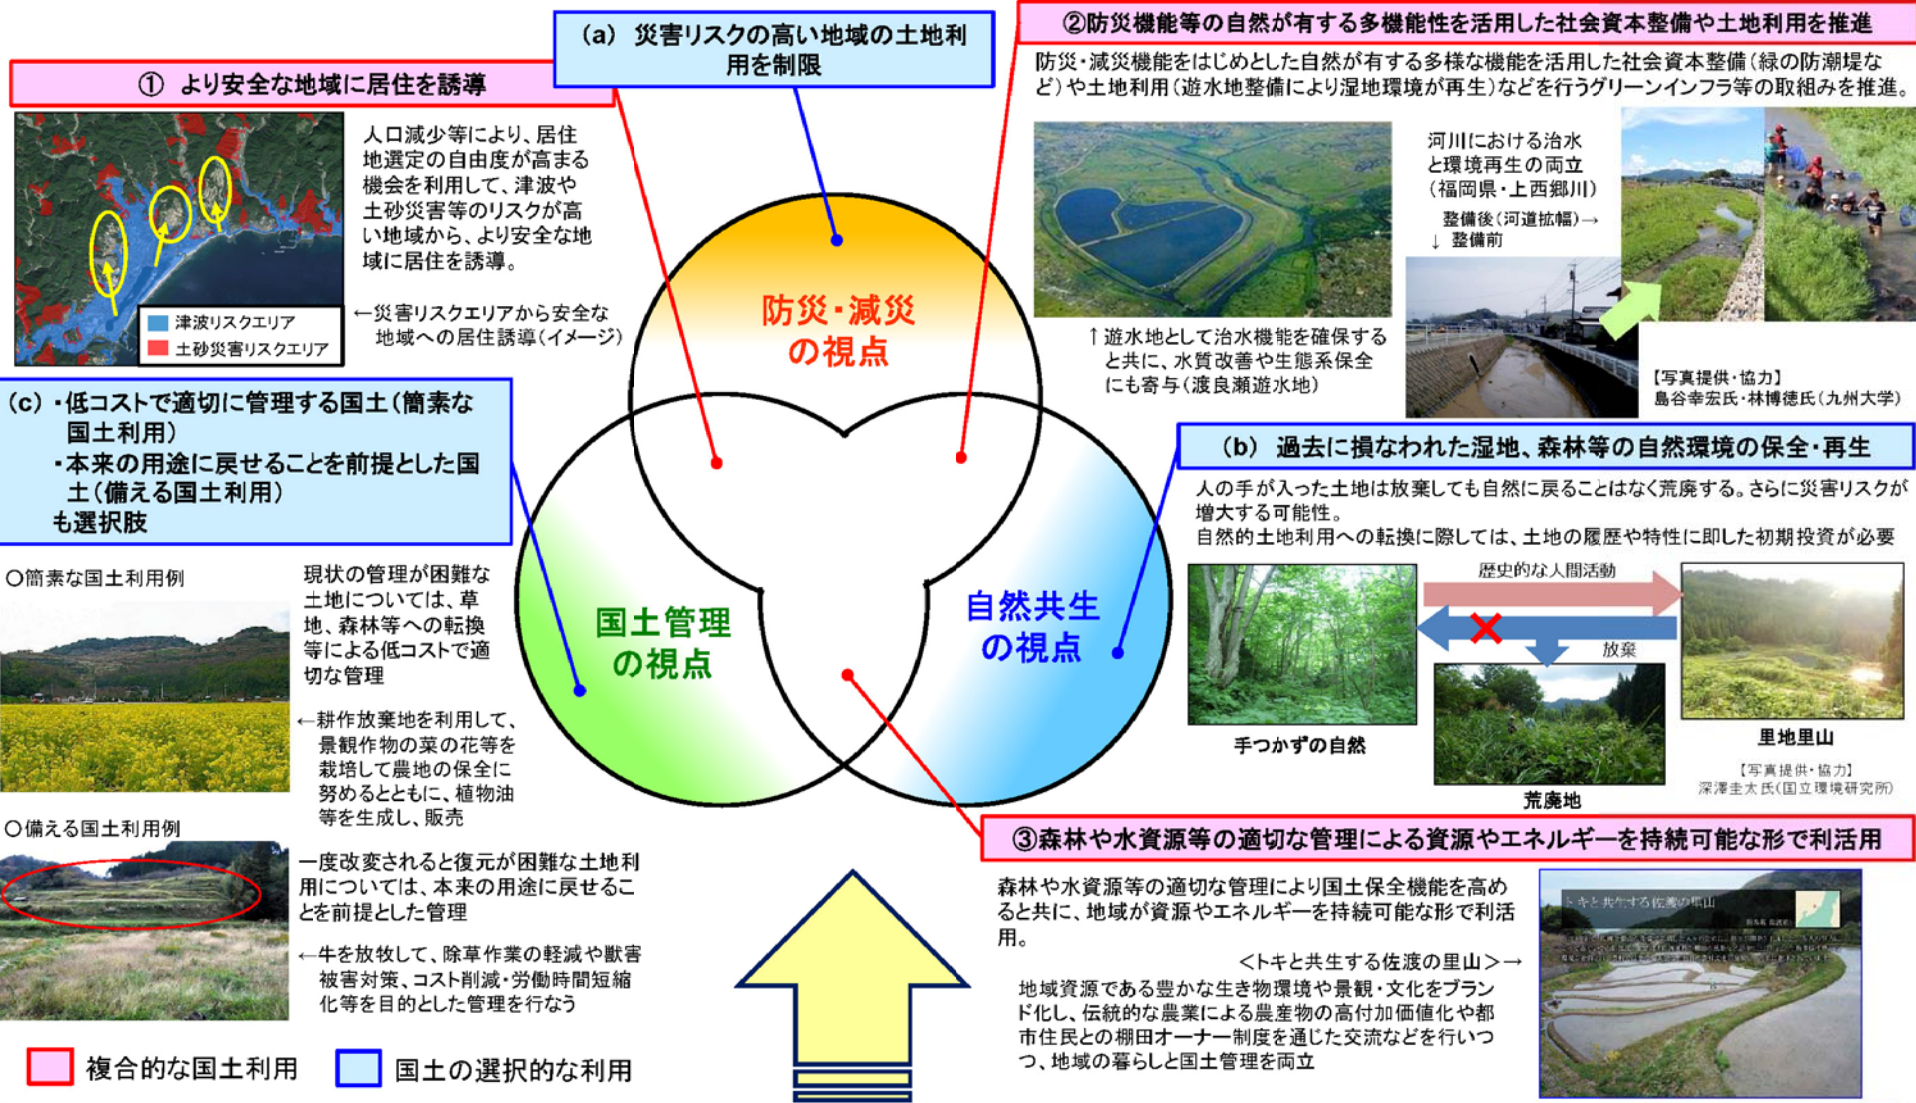 (a) 災害リスクの高い地域の土地利
用を制限
① より安全な地域に居住を誘導
人口減少等により、居住
地選定の自由度が高まる
機会を利用して、津波や
土砂災害等のリスクが高
い地域から、より安全な地
域に居住を誘導。
←災害リスクエリアから安全な
地域への居住誘導(イメージ)
津波リスクエリア
土砂災害リスクエリア
②防災機能等の自然が有する多機能性を活用した社会資本整備や土地利用を推進
防災・減災機能をはじめとした自然が有する多様な機能を活用した社会資本整備(緑の防潮堤な
ど)や土地利用(遊水地整備により湿地環境が再生)などを行うグリーンインフラ等の取組みを推進。
河川における治水
と環境再生の両立
(福岡県・上西郷川)
整備後(河道拡幅)→
↓ 整備前
↑遊水地として治水機能を確保する
と共に、水質改善や生態系保全
にも寄与(渡良瀬遊水地)
【写真提供・協力】
島谷幸宏氏・林博徳氏(九州大学)
防災・減災
の視点
国土管理
の視点
自然共生
の視点
(c) ・低コストで適切に管理する国土(簡素な
国土利用)
・本来の用途に戻せることを前提とした国
土(備える国土利用)
も選択肢
○簡素な国土利用例
現状の管理が困難な
土地については、草
地、森林等への転換
等による低コストで適
切な管理
←耕作放棄地を利用して、
景観作物の菜の花等を
栽培して農地の保全に
努めるとともに、植物油
等を生成し、販売
○備える国土利用例
一度改変されると復元が困難な土地利
用については、本来の用途に戻せるこ
とを前提とした管理
←牛を放牧して、除草作業の軽減や獣害
被害対策、コスト削減・労働時間短縮
化等を目的とした管理を行なう
(b) 過去に損なわれた湿地、森林等の自然環境の保全・再生
人の手が入った土地は放棄しても自然に戻ることはなく荒廃する。さらに災害リスクが
増大する可能性。
自然的土地利用への転換に際しては、土地の履歴や特性に即した初期投資が必要
歴史的な人間活動
放棄
手つかずの自然
荒廃地
里地里山
【写真提供・協力】
深澤圭太氏(国立環境研究所)
③森林や水資源等の適切な管理による資源やエネルギーを持続可能な形で利活用
森林や水資源等の適切な管理により国土保全機能を高め
ると共に、地域が資源やエネルギーを持続可能な形で利活
用。
<トキと共生する佐渡の里山>→
地域資源である豊かな生き物環境や景観・文化をブラン
ド化し、伝統的な農業による農産物の高付加価値化や都
市住民との棚田オーナー制度を通じた交流などを行いつ
つ、地域の暮らしと国土管理を両立
トキと共生する佐渡の里山
複合的な国土利用
国土の選択的な利用